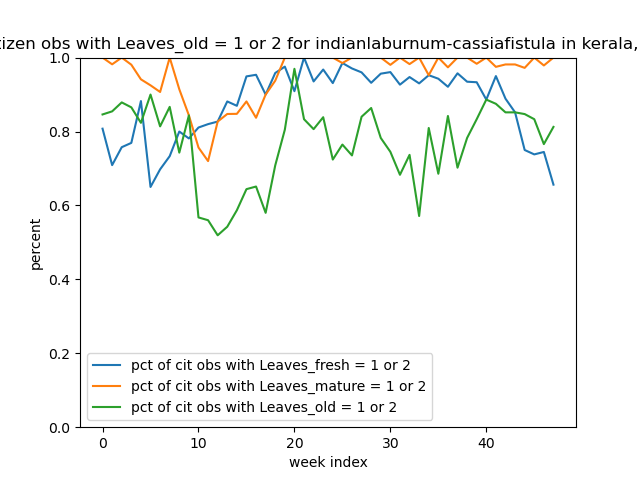 tizen obs with Leaves_old = 1 or 2 for indianlaburnum-cassiafistula in kerala,
1.0
0.8
0.6
0.4
0.2
0.0
percent
pct of cit obs with Leaves_fresh = 1 or 2
pct of cit obs with Leaves_mature = 1 or 2
pct of cit obs with Leaves_old = 1 or 2
0 10 20 30 40
week index